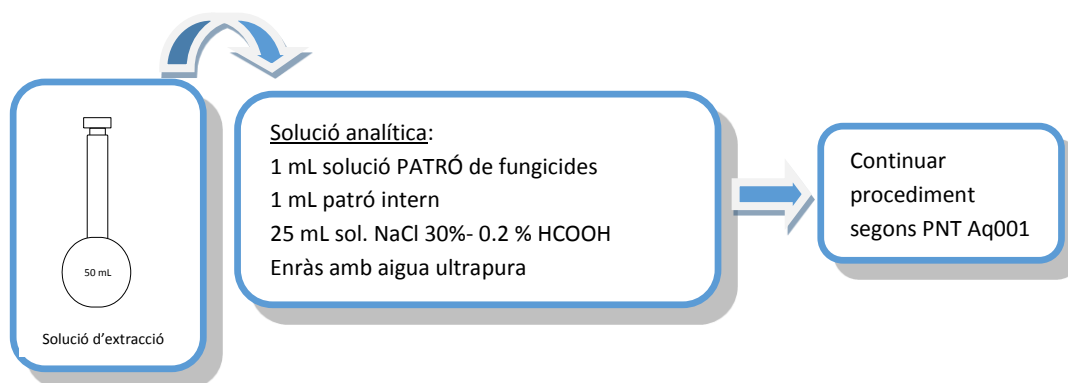 50 mL
Solució d'extracció
Solució analítica:
1 mL solució PATRÓ de fungicides
1 mL patró intern
25 mL sol. NaCl 30%- 0.2 % HCOOH
Enràs amb aigua ultrapura
Continuar
procediment
segons PNT Aq001